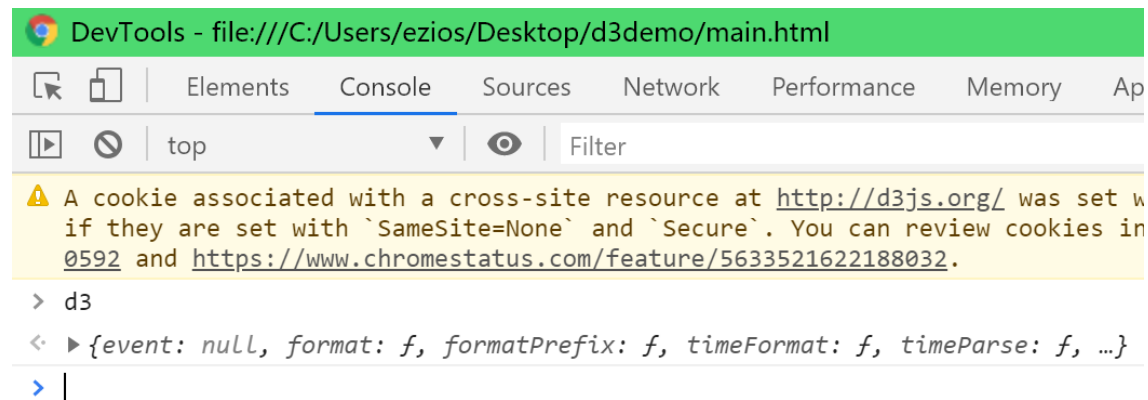 DevTools - file:///C:/Users/ezios/Desktop/d3demo/main.html
Elements Console Sources Network Performance Memory Ap
top Filter
A cookie associated with a cross-site resource at http://d3js.org/ was set w
if they are set with `SameSite=None` and `Secure`. You can review cookies in
0592 and https://www.chromestatus.com/feature/5633521622188032.
> d3
{event: null, format: ƒ, formatPrefix: ƒ, timeFormat: ƒ, timeParse: ƒ, …}
>